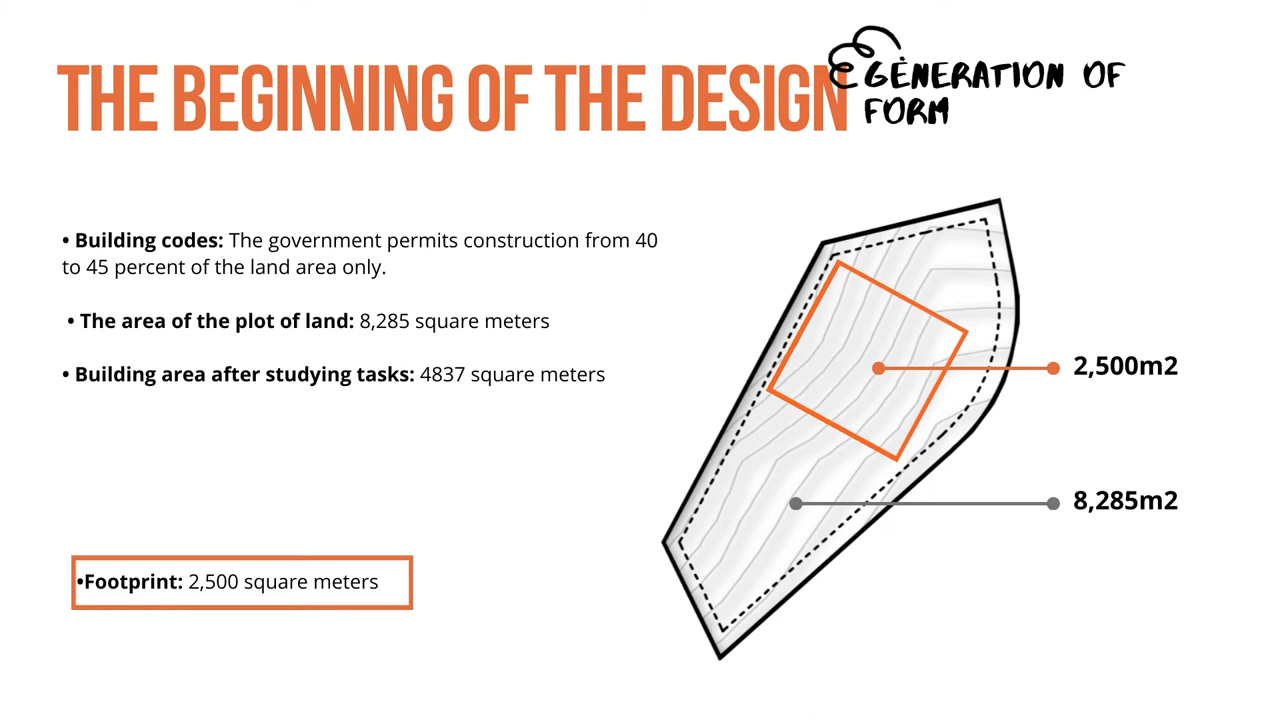 THE BEGINNING OF THE DESIGN
GENERATION OF
FORM
• Building codes: The government permits construction from 40
to 45 percent of the land area only.
• The area of the plot of land: 8,285 square meters
• Building area after studying tasks: 4837 square meters
2,500m2
8,285m2
•Footprint: 2,500 square meters